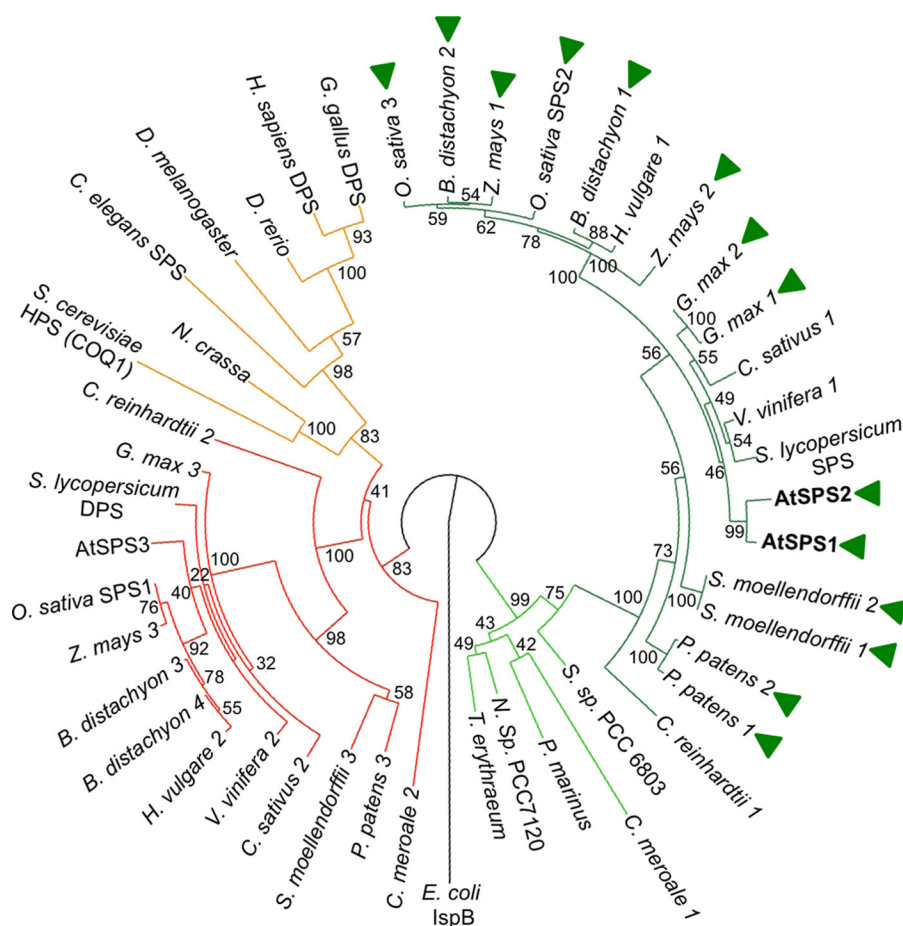 O. sativa 3
B. distachyon 2
Z. mays 1
O. sativa SPS2
B. distachyon 1
H. vulgare 1
Z. mays 2
G. max 2
G. max 1
C. sativus 1
V. vinifera 1
S. lycopersicum
SPS
AtSPS2
AtSPS1
S. moellendorffii 2
S. moellendorffii 1
P. patens 2
P. patens 1
C. reinhardtii 1
S. sp. PCC 6803
C. meroale 1
P. marinus
N. Sp. PCC7120
T. erythraeum
E. coli
IspB
C. meroale 2
P. patens 3
S. moellendorffii 3
C. sativus 2
V. vinifera 2
H. vulgare 2
B. distachyon 4
B. distachyon 3
Z. mays 3
O. sativa SPS1
AtSPS3
S. lycopersicum
DPS
G. max 3
C. reinhardtii 2
N. crassa
S. cerevisiae
HPS (COQ1)
C. elegans SPS
D. melanogaster
D. rerio
H. sapiens DPS
G. gallus DPS
54
59
62
78
88
100
100
100
55
49
54
46
99
56
56
73
100
100
100
75
99
43
49
42
93
100
57
98
100
83
41
83
100
100
98
58
22
40
76
92
78
55
32